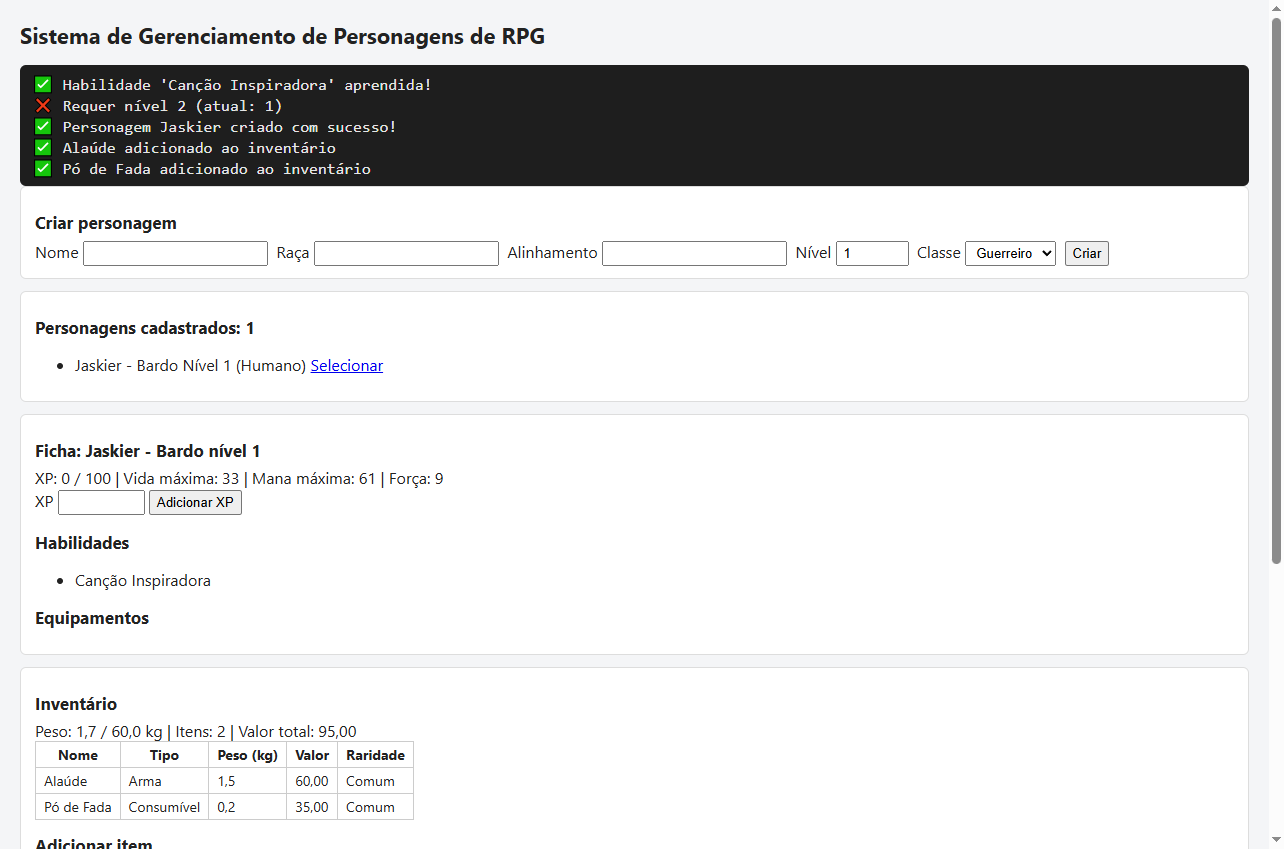 Sistema de Gerenciamento de Personagens de RPG
✅ Habilidade 'Canção Inspiradora' aprendida!
❌ Requer nível 2 (atual: 1)
✅ Personagem Jaskier criado com sucesso!
✅ Alaúde adicionado ao inventário
✅ Pó de Fada adicionado ao inventário
Criar personagem
Nome Raça Alinhamento Nível 1 Classe Guerreiro Criar
Personagens cadastrados: 1
• Jaskier - Bardo Nível 1 (Humano) Selecionar
Ficha: Jaskier - Bardo nível 1
XP: 0 / 100 | Vida máxima: 33 | Mana máxima: 61 | Força: 9
XP Adicionar XP
Habilidades
• Canção Inspiradora
Equipamentos
Inventário
Peso: 1,7 / 60,0 kg | Itens: 2 | Valor total: 95,00
Nome Tipo Peso (kg) Valor Raridade
Alaúde Arma 1,5 60,00 Comum
Pó de Fada Consumível 0,2 35,00 Comum
Adicionar item